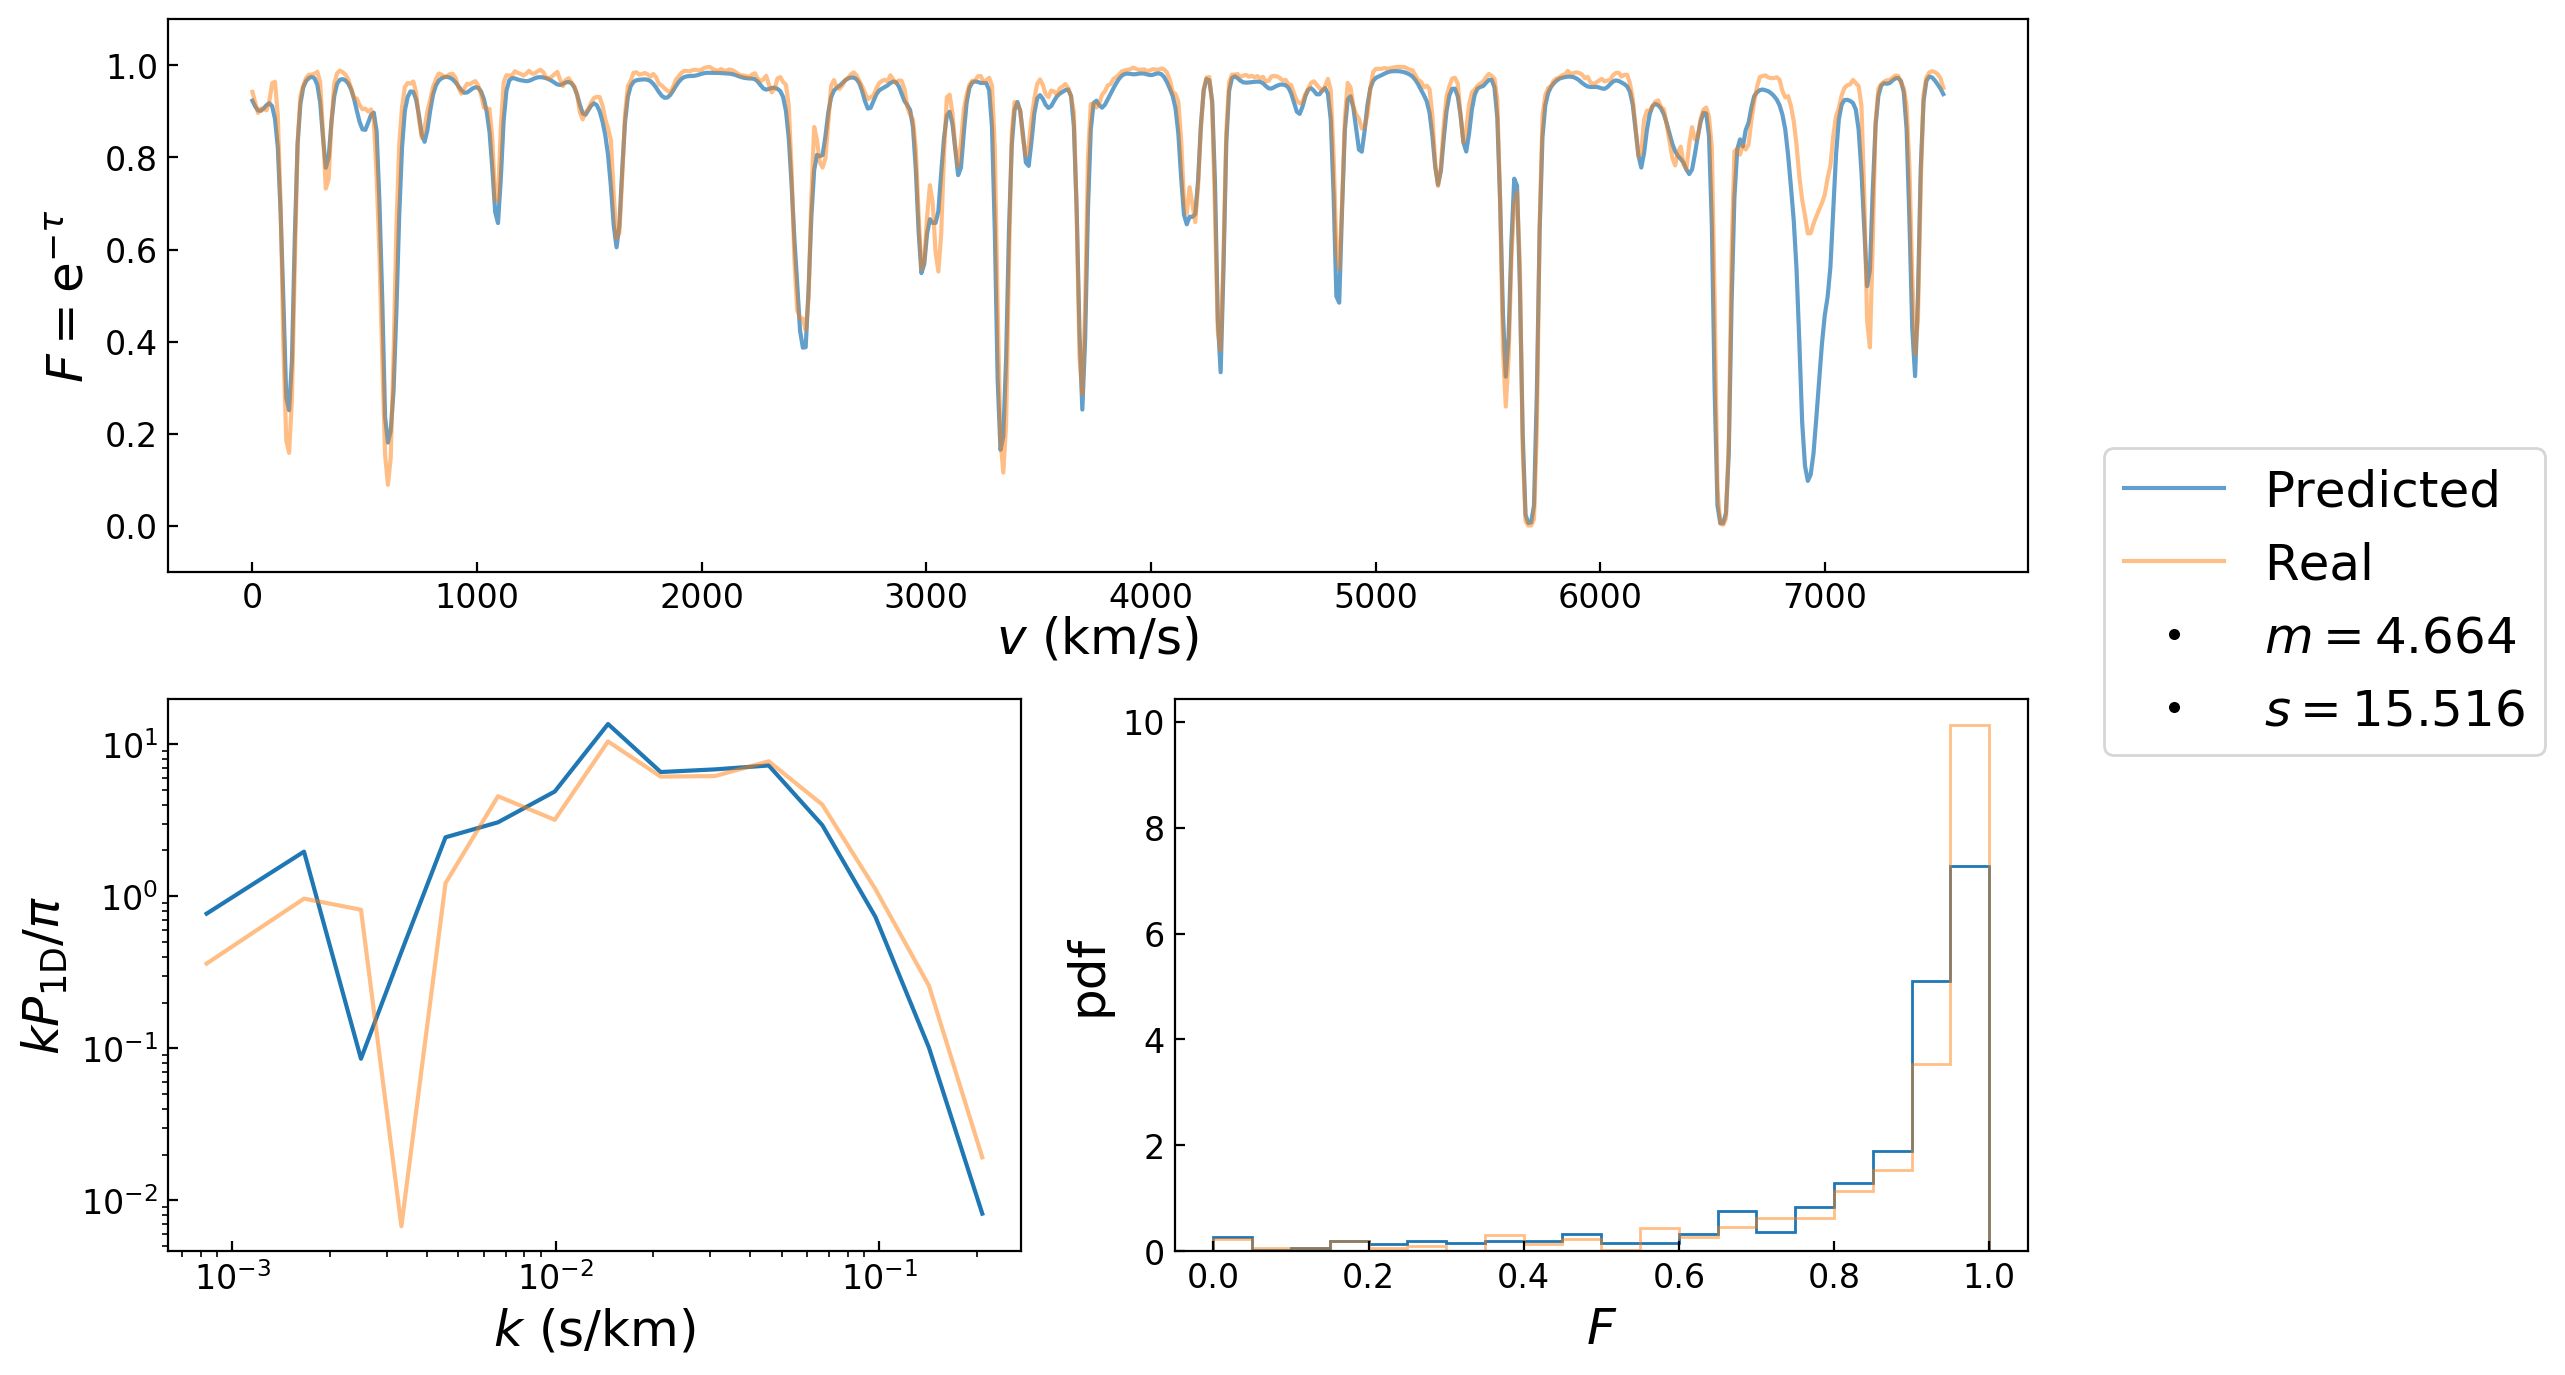 1.0
0.8
0.6
0.4
0.2
0.0
F = e^{-τ}
0 1000 2000 3000 4000 5000 6000 7000
v (km/s)
Predicted
Real
m = 4.664
s = 15.516
10^1
10^0
10^{-1}
10^{-2}
kP_{1D}/π
10^{-3} 10^{-2} 10^{-1}
k (s/km)
10
8
6
4
2
0
pdf
0.0 0.2 0.4 0.6 0.8 1.0
F